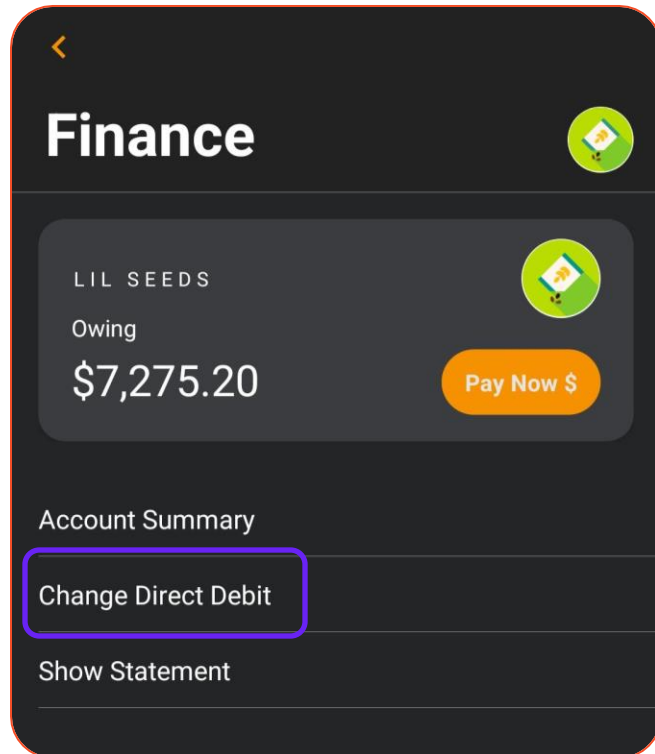 Finance
LIL SEEDS
Owing
$7,275.20
Pay Now $
Account Summary
Change Direct Debit
Show Statement